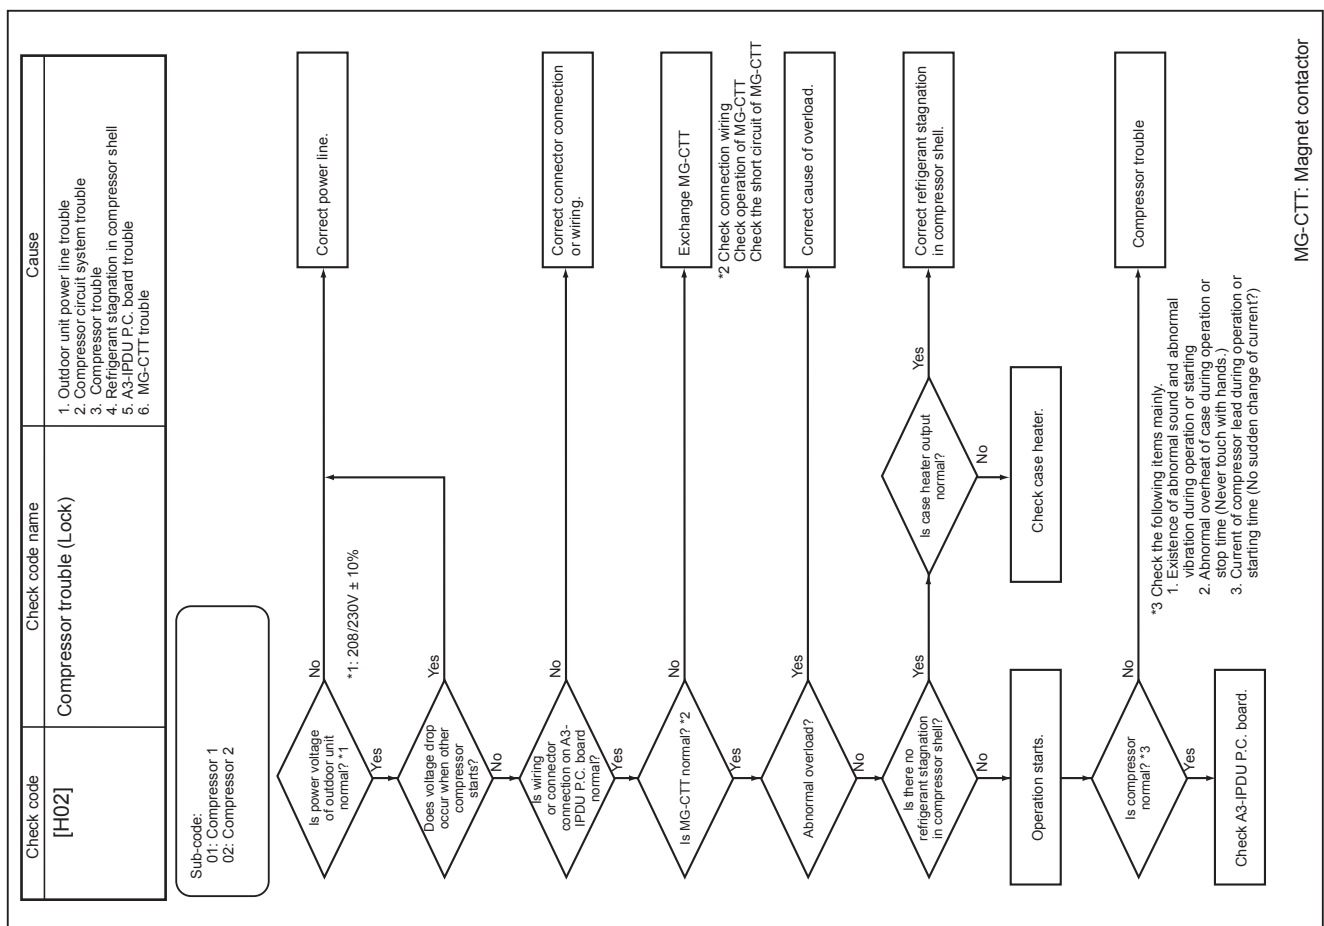 Check code
Check code name
Cause
[H02]
Compressor trouble (Lock)
1. Outdoor unit power line trouble
2. Compressor circuit system trouble
3. Compressor trouble
4. Refrigerant stagnation in compressor shell
5. A3-IPDU P.C. board trouble
6. MG-CTT trouble
Sub-code:
01: Compressor 1
02: Compressor 2
Is power voltage
of outdoor unit
normal? *1
No
Correct power line.
*1: 208/230V ± 10%
Yes
Does voltage drop
occur when other
compressor
starts?
Yes
No
Is wiring
or connector
connection on A3-
IPDU P.C. board
normal?
No
Correct connector connection
or wiring.
Yes
Is MG-CTT normal? *2
No
Exchange MG-CTT
*2 Check connection wiring
Check operation of MG-CTT
Check the short circuit of MG-CTT
Yes
Abnormal overload?
Yes
Correct cause of overload.
No
Is there no
refrigerant stagnation
in compressor shell?
Yes
Is case heater output
normal?
Yes
Correct refrigerant stagnation
in compressor shell.
No
No
Check case heater.
Operation starts.
Is compressor
normal? *3
No
Compressor trouble
*3 Check the following items mainly.
1. Existence of abnormal sound and abnormal
vibration during operation or starting
2. Abnormal overheat of case during operation or
stop time (Never touch with hands.)
3. Current of compressor lead during operation or
starting time (No sudden change of current?)
Yes
Check A3-IPDU P.C. board.
MG-CTT: Magnet contactor